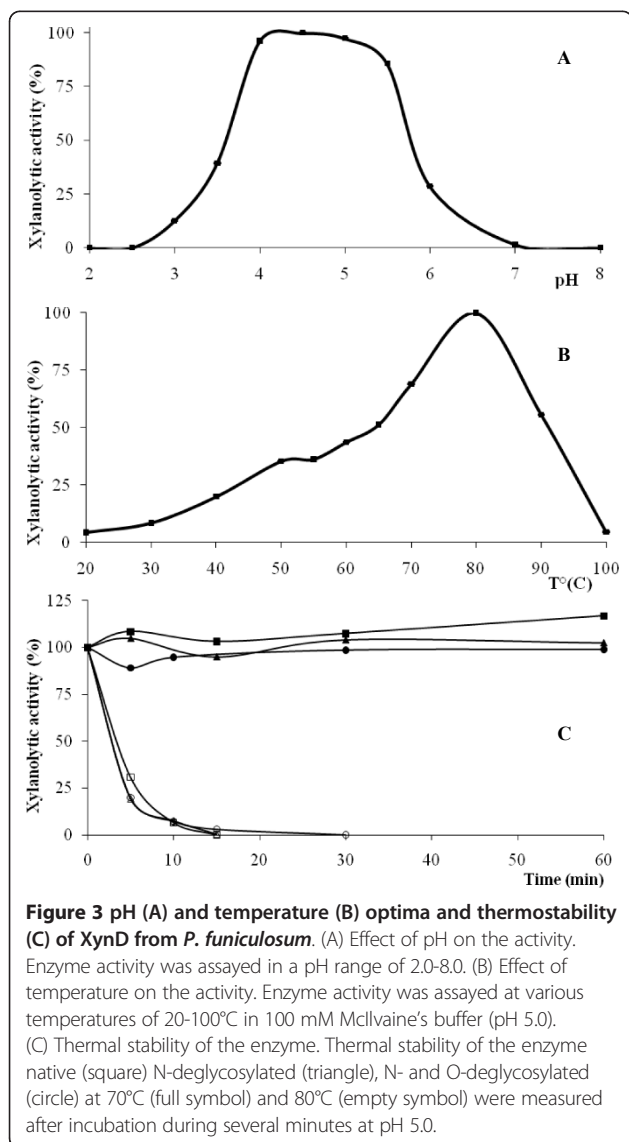 100
75
50
25
0
Xylanolytic activity (%)
A
2 3 4 5 6 7 8
pH
100
75
50
25
0
Xylanolytic activity (%)
B
20 30 40 50 60 70 80 90 100
T°(C)
125
100
75
50
25
0
Xylanolytic activity (%)
C
0 10 20 30 40 50 60
Time (min)
Figure 3 pH (A) and temperature (B) optima and thermostability
(C) of XynD from P. funiculosum. (A) Effect of pH on the activity.
Enzyme activity was assayed in a pH range of 2.0-8.0. (B) Effect of
temperature on the activity. Enzyme activity was assayed at various
temperatures of 20-100°C in 100 mM McIlvaine's buffer (pH 5.0).
(C) Thermal stability of the enzyme. Thermal stability of the enzyme
native (square) N-deglycosylated (triangle), N- and O-deglycosylated
(circle) at 70°C (full symbol) and 80°C (empty symbol) were measured
after incubation during several minutes at pH 5.0.